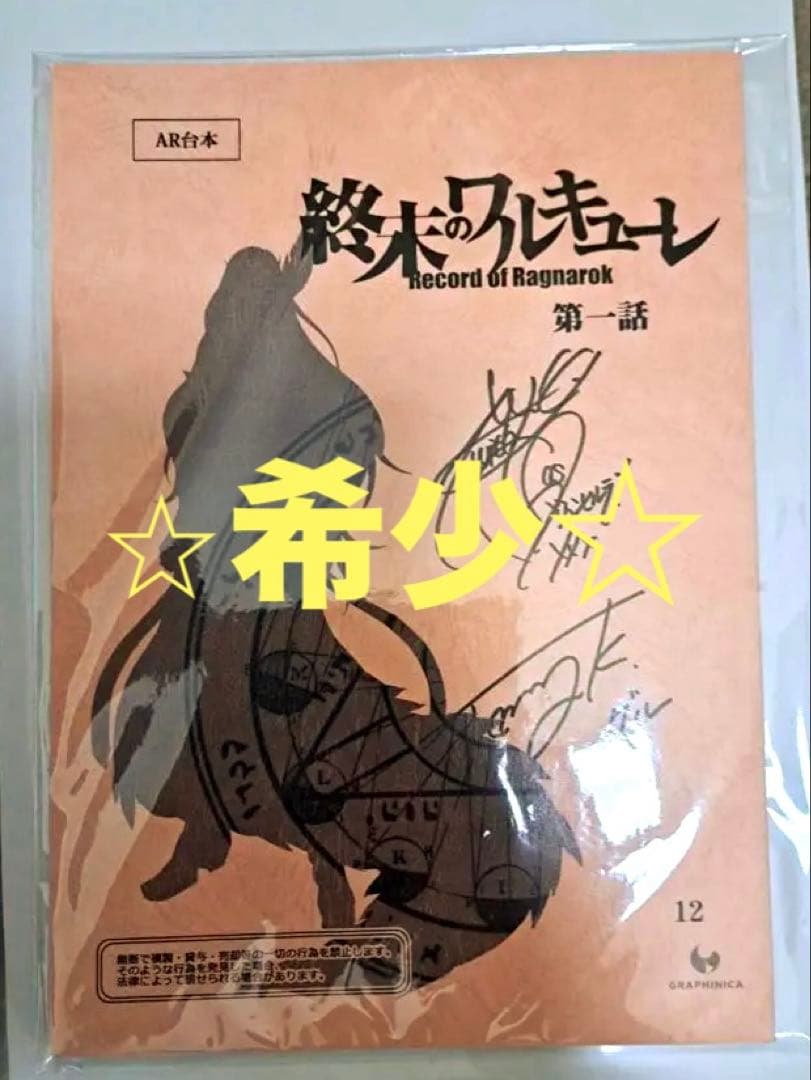 AR台本
終末のワルキューレ
Record of Ragnarok
第一話
as
☆希少☆
L
K
I
12
無断で複製・貸与・売却等の一切の行為を禁止します。
そのような行為を発見した場合、
法律によって罰せられる場合があります。
GRAPHINICA